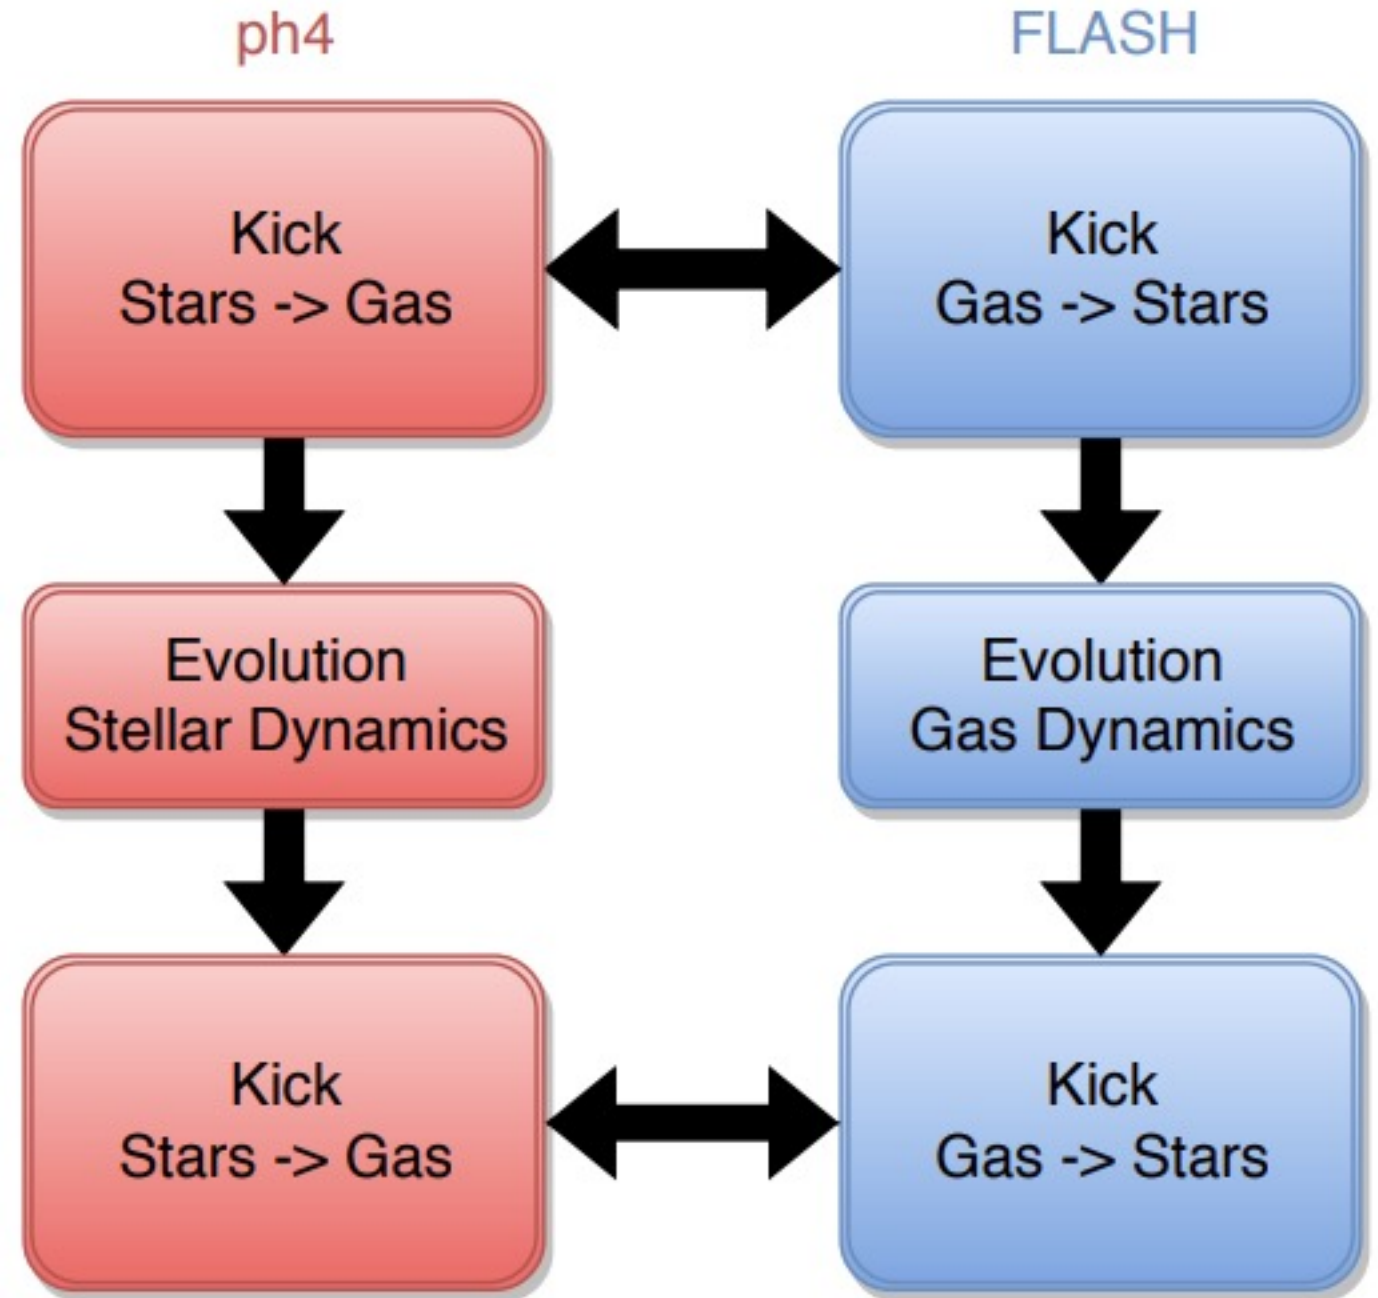 ph4
FLASH
Kick
Stars -> Gas
Kick
Gas -> Stars
Evolution
Stellar Dynamics
Evolution
Gas Dynamics
Kick
Stars -> Gas
Kick
Gas -> Stars